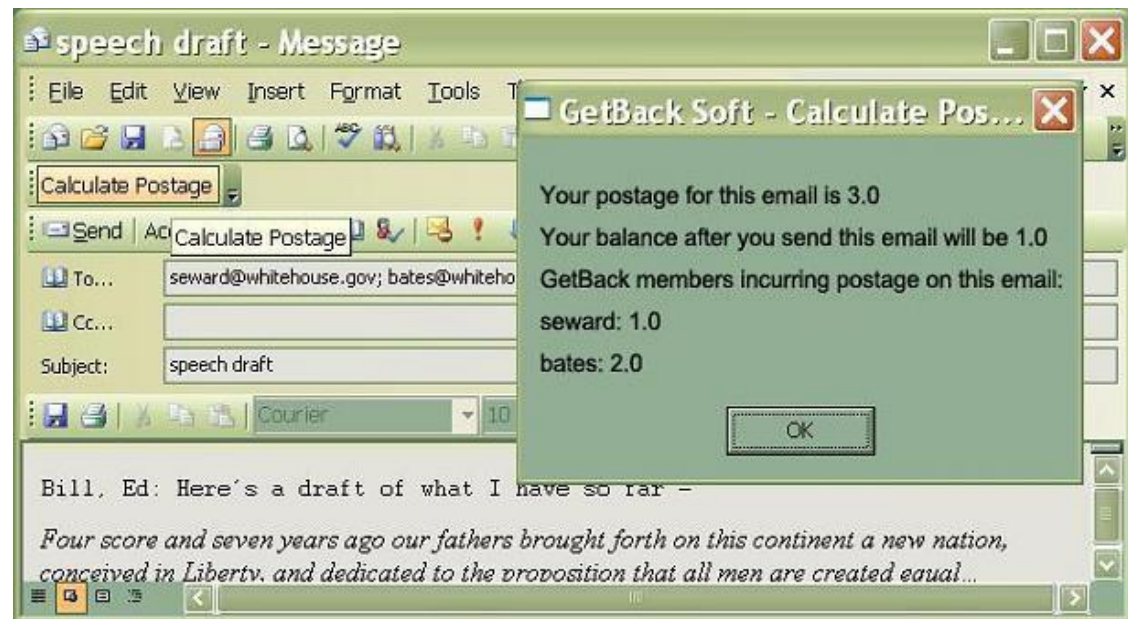 speech draft - Message
File Edit View Insert Format Tools
GetBack Soft - Calculate Pos...
Calculate Postage
Send
Calculate Postage
To... seward@whitehouse.gov;
Cc...
Subject: speech draft
Courier 10
Your postage for this email is 3.0
Your balance after you send this email will be 1.0
GetBack members incurring postage on this email:
seward: 1.0
bates: 2.0
OK
Bill, Ed: Here´s a draft of what I have so far –
Four score and seven years ago our fathers brought forth on this continent a new nation,
conceived in Liberty, and dedicated to the proposition that all men are created equal...